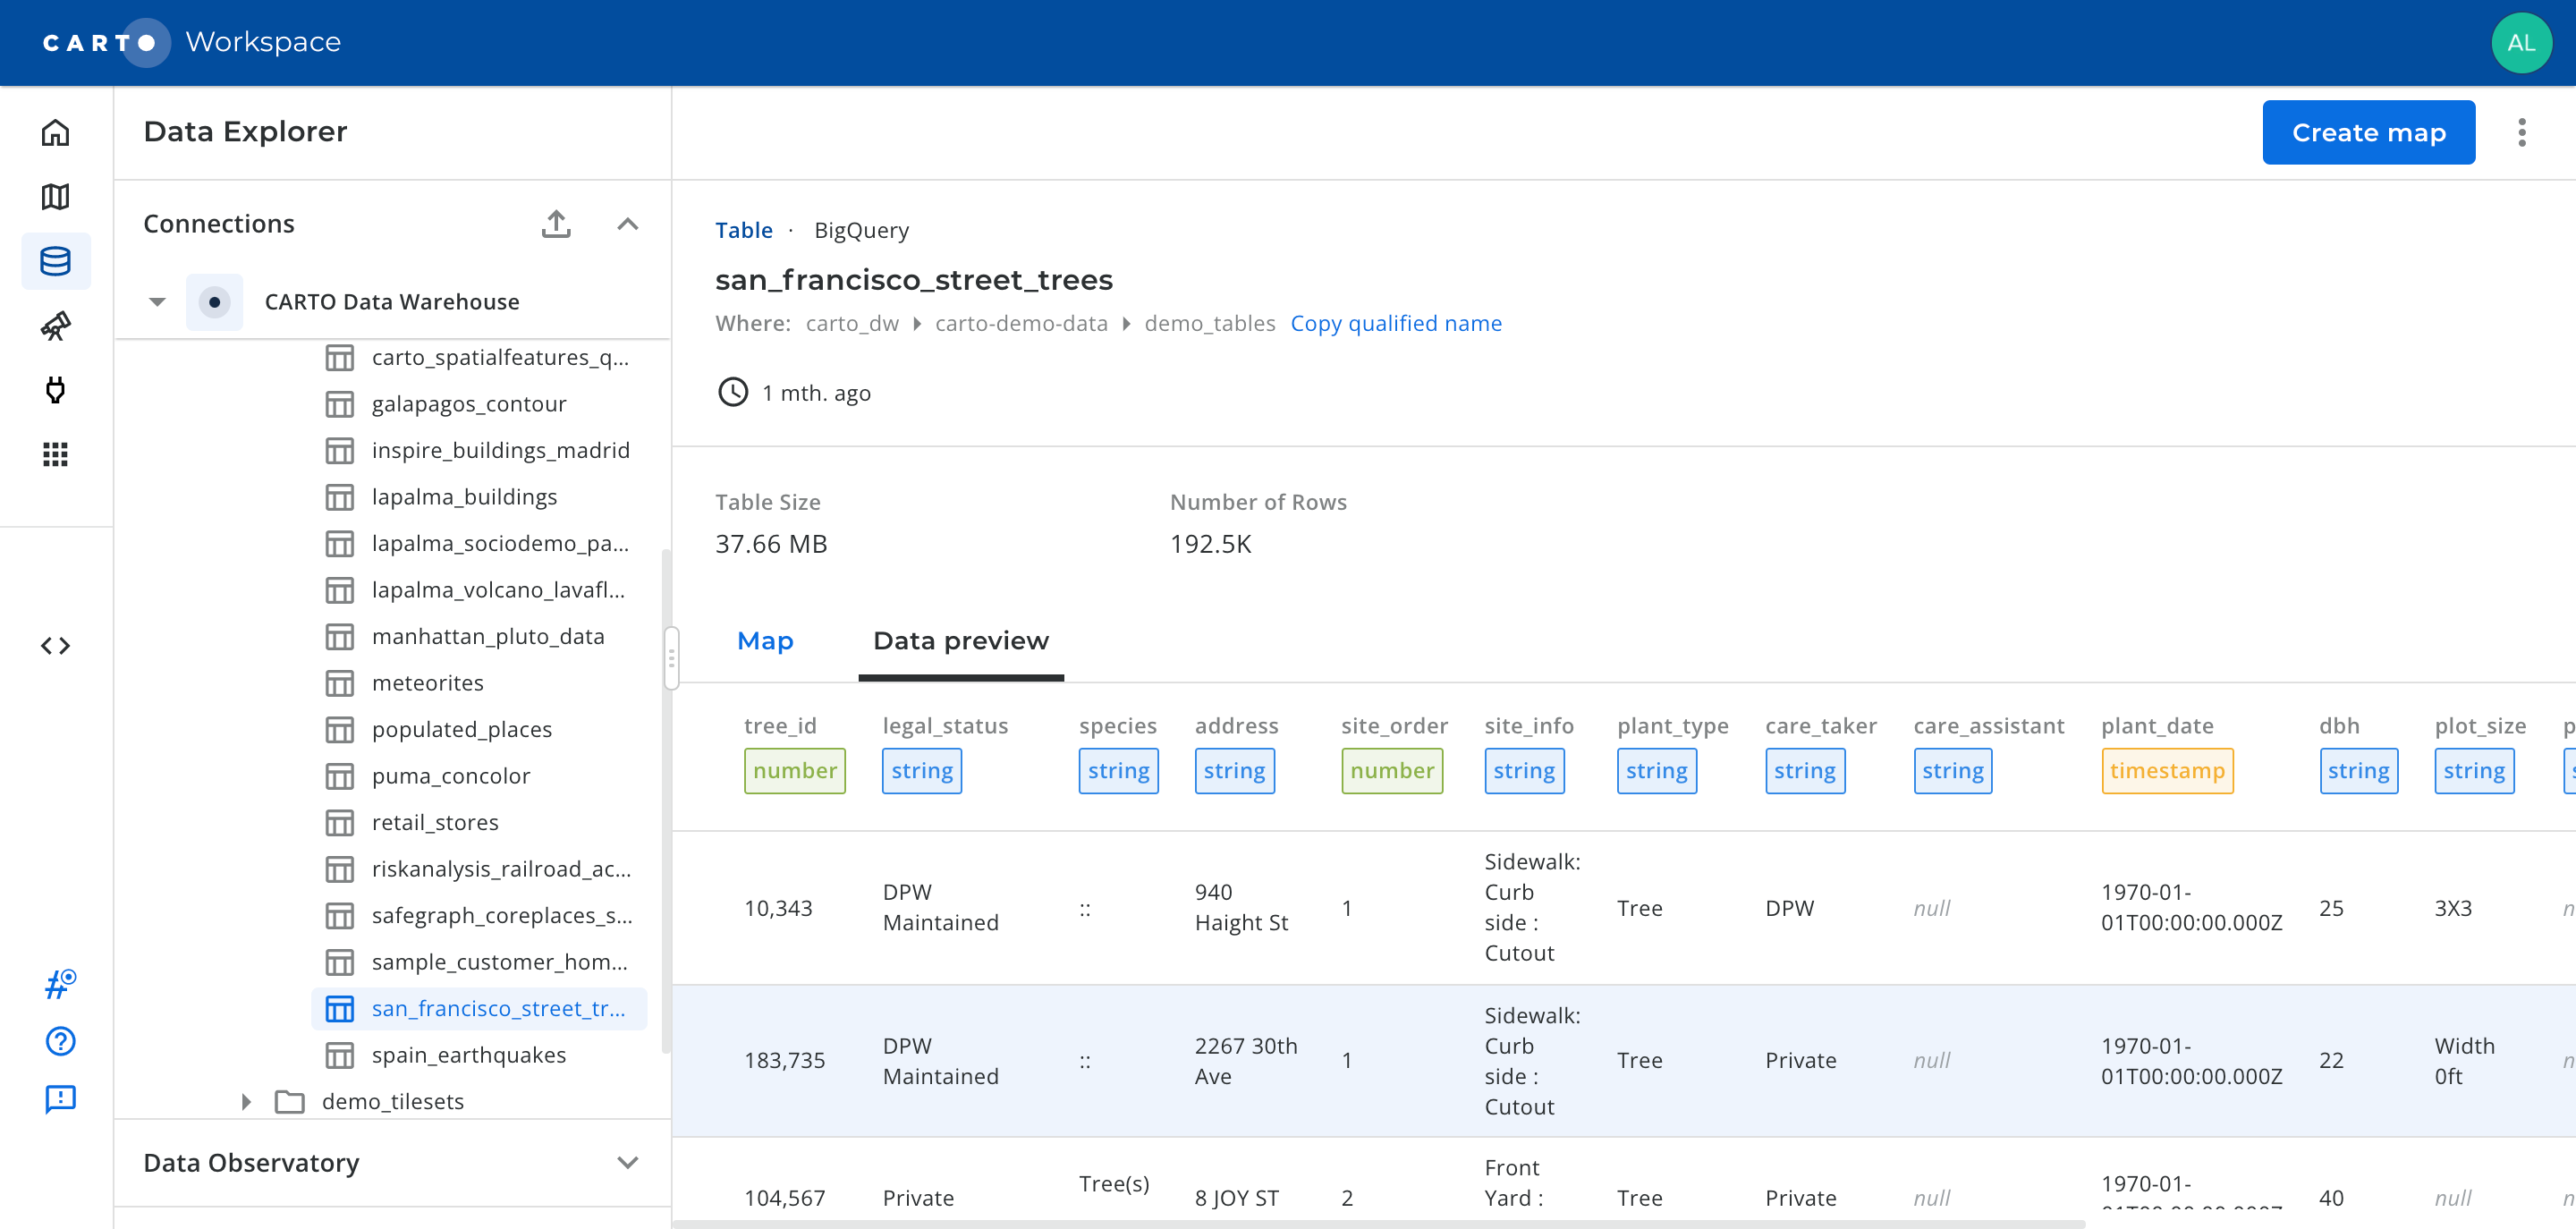 CARTO Workspace
AL
Data Explorer
Create map
Connections
CARTO Data Warehouse
carto_spatialfeatures_q...
galapagos_contour
inspire_buildings_madrid
lapalma_buildings
lapalma_sociodemo_pa...
lapalma_volcano_lavafl...
manhattan_pluto_data
meteorites
populated_places
puma_concolor
retail_stores
riskanalysis_railroad_ac...
safegraph_coreplaces_s...
sample_customer_hom...
san_francisco_street_tr...
spain_earthquakes
demo_tilesets
Data Observatory
Table · BigQuery
san_francisco_street_trees
Where: carto_dw carto-demo-data demo_tables Copy qualified name
1 mth. ago
Table Size Number of Rows
37.66 MB 192.5K
Map Data preview
tree_id legal_status species address site_order site_info plant_type care_taker care_assistant plant_date dbh plot_size
number string string string number string string string string timestamp string string
Sidewalk:
DPW 940 Curb 1970-01-
10,343 :: 1 Tree DPW null 25 3X3
Maintained Haight St side : 01T00:00:00.000Z
Cutout
Sidewalk:
DPW 2267 30th Curb 1970-01- Width
183,735 :: 1 Tree Private null 22
Maintained Ave side : 01T00:00:00.000Z 0ft
Cutout
Front
Tree(s) 1970-01-
104,567 Private 8 JOY ST 2 Yard : Tree Private null 40 null